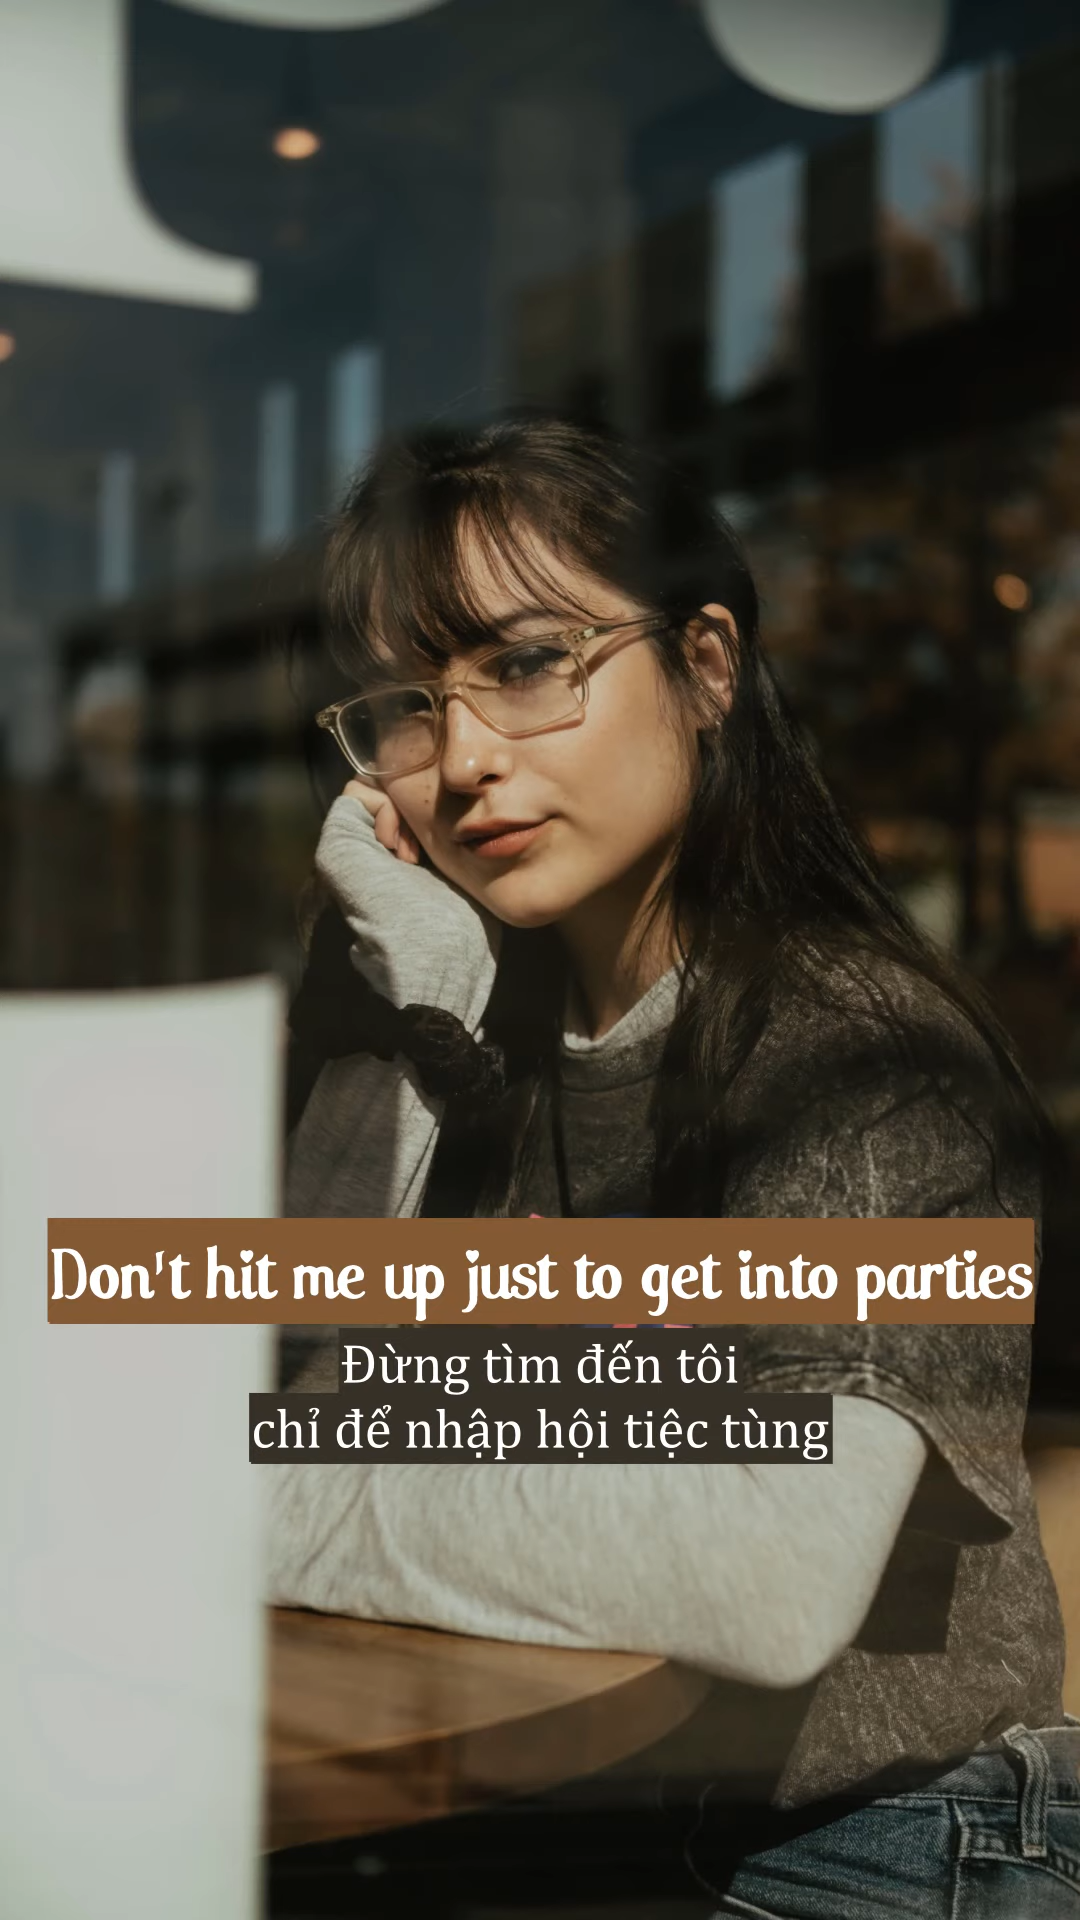 Don't hit me up just to get into parties
Đừng tìm đến tôi
chỉ để nhập hội tiệc tùng